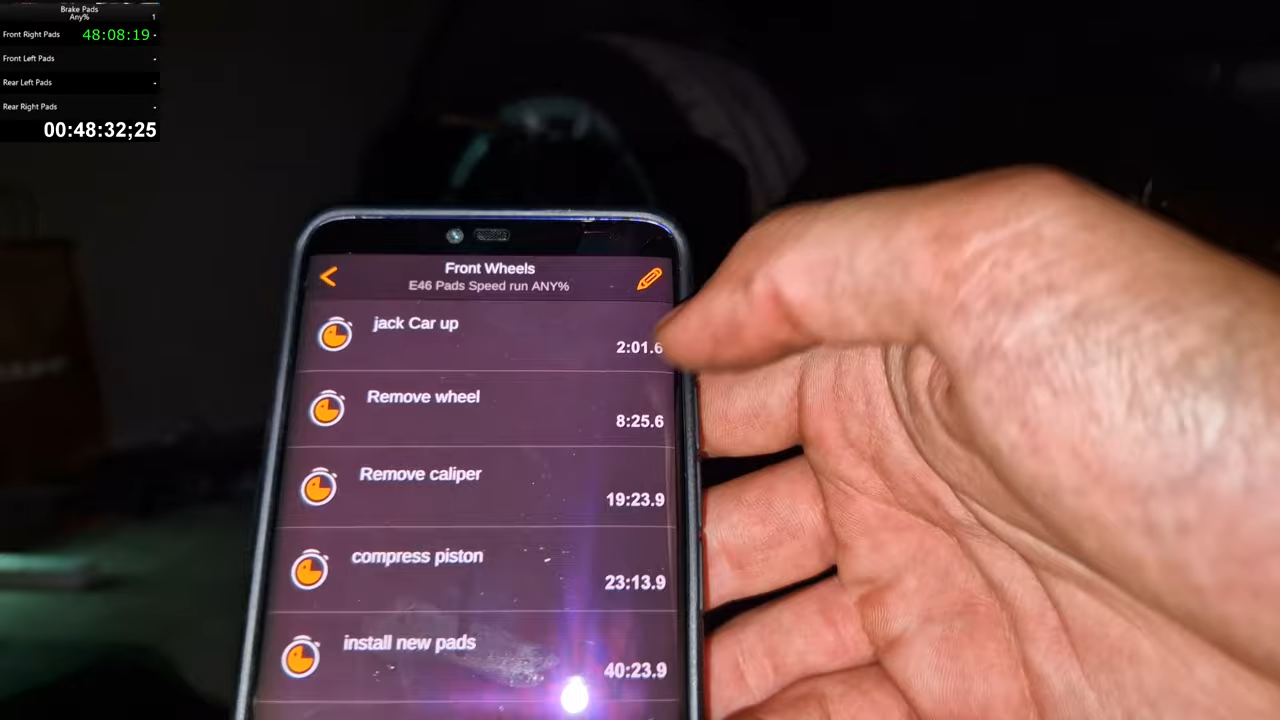 Brake Pads
Any%
1
Front Right Pads 48:08:19 -
Front Left Pads -
Rear Left Pads -
Rear Right Pads -
00:48:32;25
Front Wheels
E46 Pads Speed run ANY%
jack Car up
2:01.6
Remove wheel
8:25.6
Remove caliper
19:23.9
compress piston
23:13.9
install new pads
40:23.9